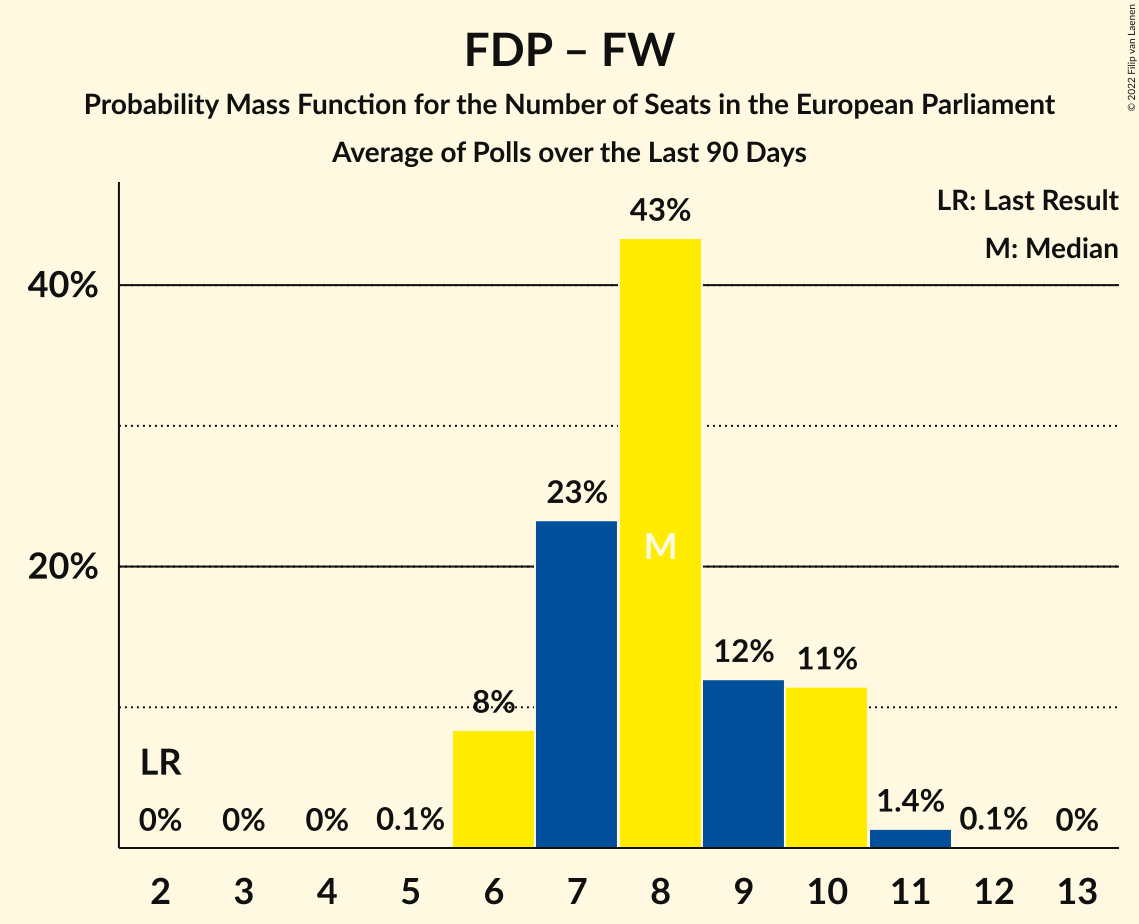 FDP – FW
Probability Mass Function for the Number of Seats in the European Parliament
Average of Polls over the Last 90 Days
© 2022 Filip van Laenen
LR: Last Result
M: Median
40%
20%
LR
0%
0%
0%
0.1%
8%
23%
43%
M
12%
11%
1.4%
0.1%
0%
2 3 4 5 6 7 8 9 10 11 12 13